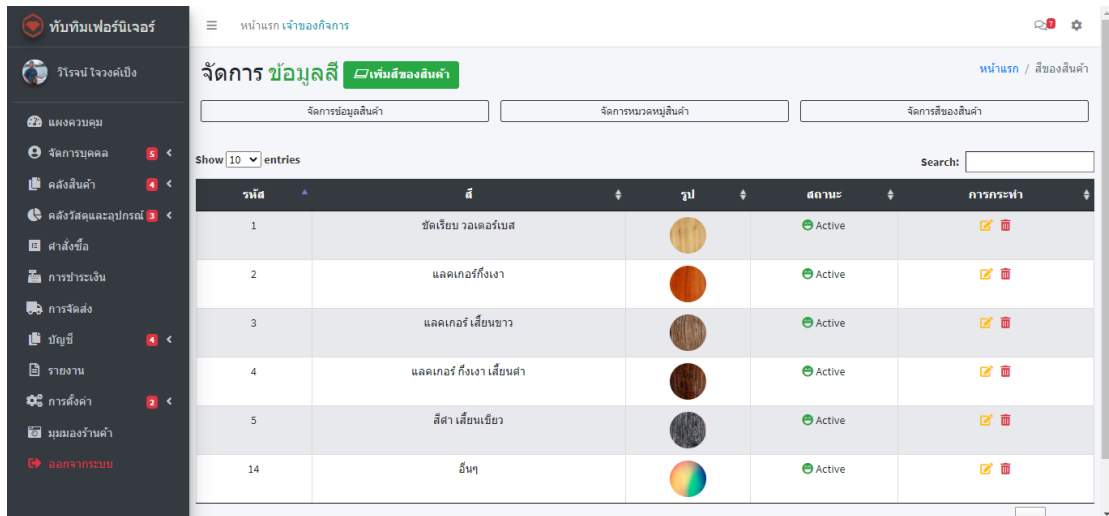 ทับทิมเฟอร์นิเจอร์
หน้าแรก เจ้าของกิจการ
7
วิโรจน์ ใจวงค์เป็ง
จัดการ ข้อมูลสี เพิ่มสีของสินค้า
หน้าแรก / สีของสินค้า
จัดการข้อมูลสินค้า จัดการหมวดหมู่สินค้า จัดการสีของสินค้า
แผงควบคุม
จัดการบุคคล 5
คลังสินค้า 4
คลังวัสดุและอุปกรณ์ 3
คำสั่งซื้อ
การชำระเงิน
การจัดส่ง
บัญชี 4
รายงาน
การตั้งค่า 2
มุมมองร้านค้า
ออกจากระบบ
Show 10 entries
Search:
รหัส สี รูป สถานะ การกระทำ
1 ขัดเรียบ วอเตอร์เบส Active
2 แลคเกอร์กึ่งเงา Active
3 แลคเกอร์ เสี้ยนขาว Active
4 แลคเกอร์ กึ่งเงา เสี้ยนดำ Active
5 สีดำ เสี้ยนเขียว Active
14 อื่นๆ Active